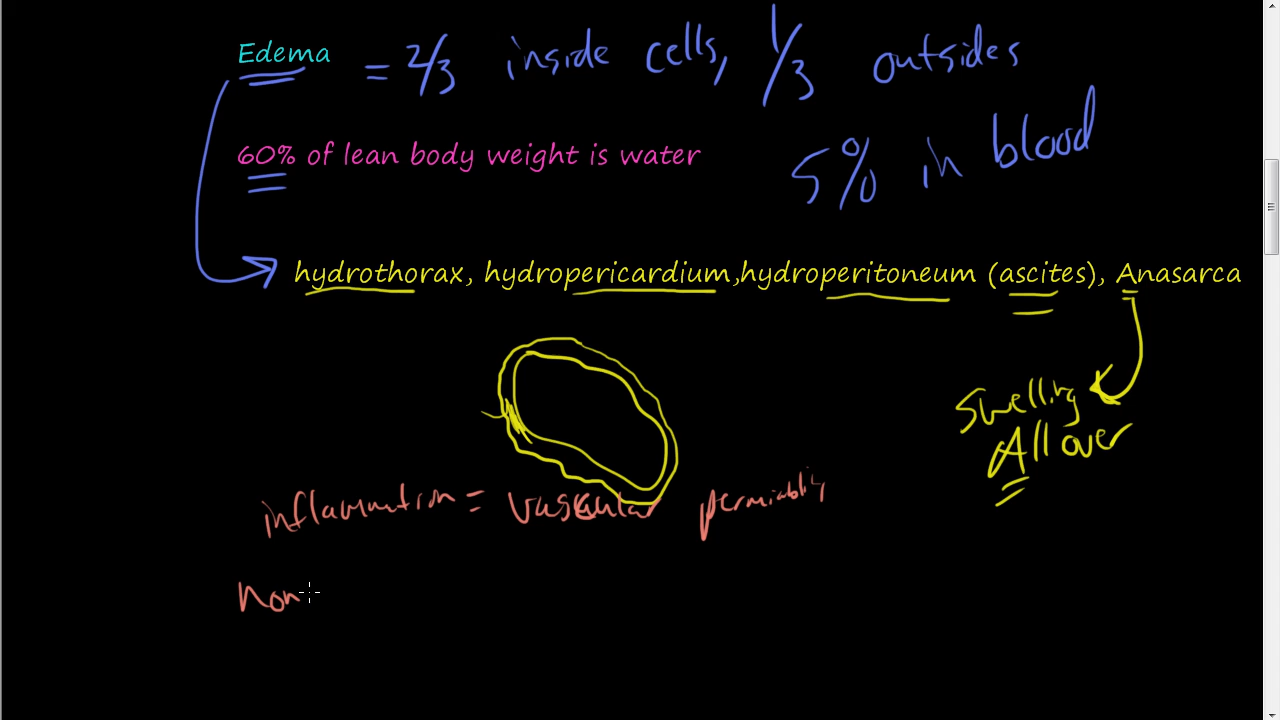 Edema = 2/3 inside cells, 1/3 outsides
60% of lean body weight is water 5% in blood
hydrothorax, hydropericardium,hydroperitoneum (ascites), Anasarca
Swelling
All over
inflammation = vascular permiability
Non